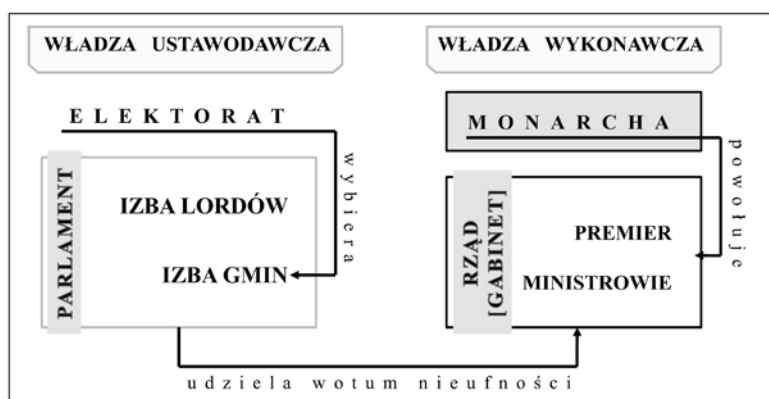 WŁADZA USTAWODAWCZA
WŁADZA WYKONAWCZA
ELEKTORAT
wybiera
PARLAMENT
IZBA LORDÓW
IZBA GMIN
MONARCHA
powołuje
RZĄD
[GABINET]
PREMIER
MINISTROWIE
udziela wotum nieufności